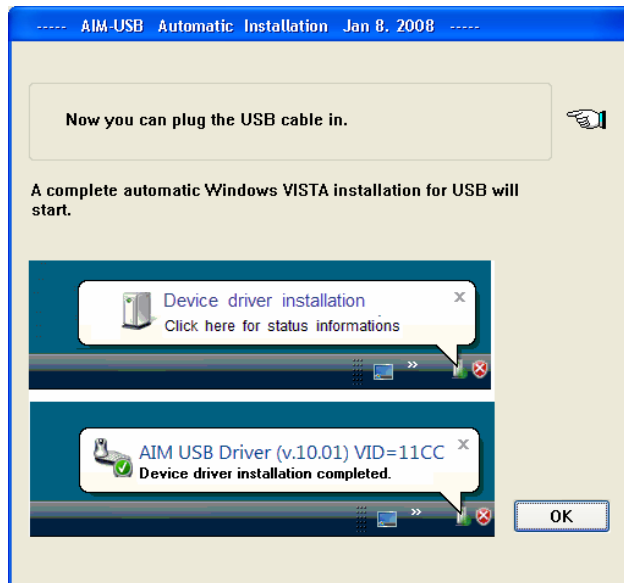 ----- AIM-USB Automatic Installation Jan 8. 2008 -----
Now you can plug the USB cable in.
A complete automatic Windows VISTA installation for USB will
start.
Device driver installation x
Click here for status informations
»
AIM USB Driver (v.10.01) VID=11CC x
Device driver installation completed.
»
OK